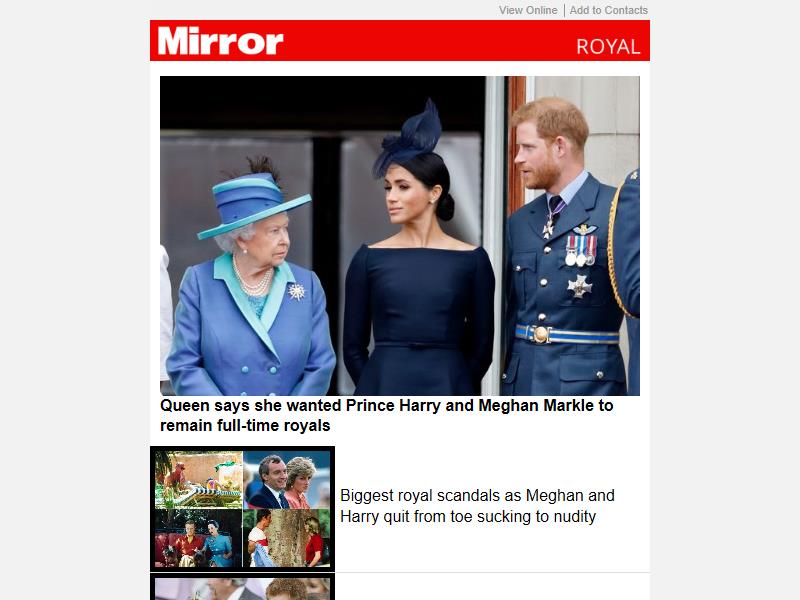 View Online | Add to Contacts
Mirror ROYAL
Queen says she wanted Prince Harry and Meghan Markle to
remain full-time royals
Biggest royal scandals as Meghan and
Harry quit from toe sucking to nudity